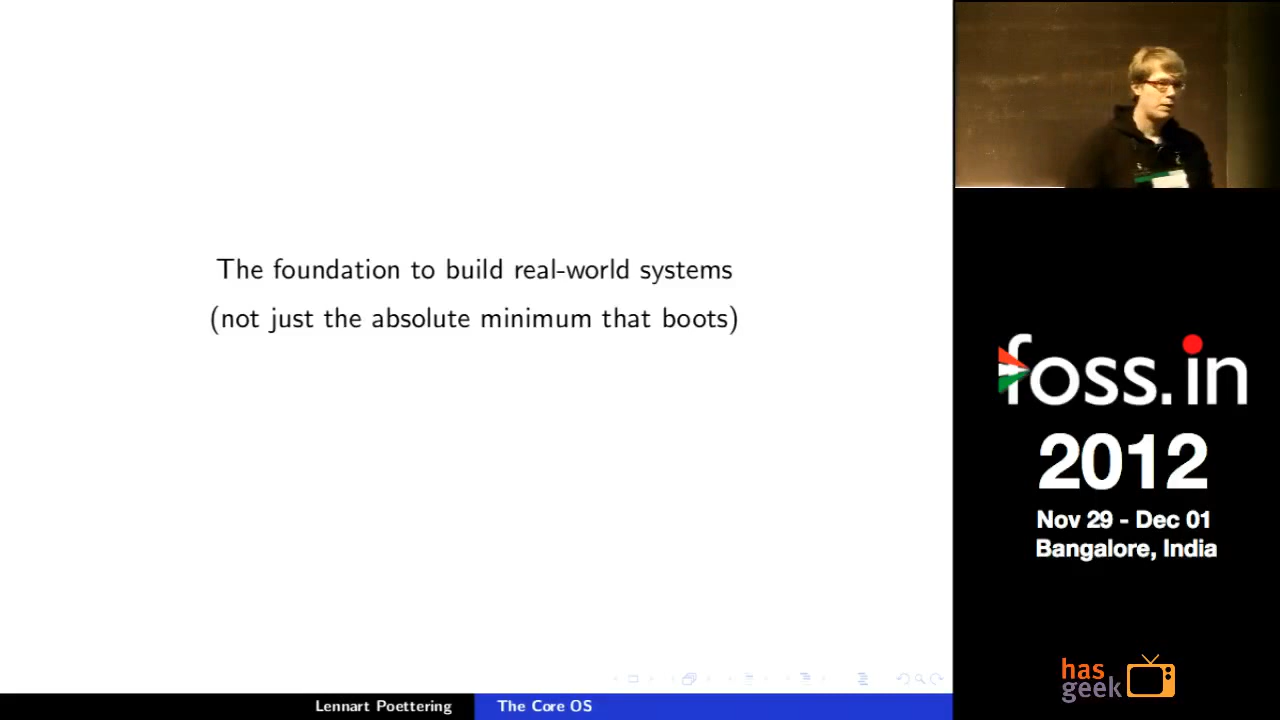 The foundation to build real-world systems
(not just the absolute minimum that boots)
Lennart Poettering
The Core OS
foss.in
2012
Nov 29 - Dec 01
Bangalore, India
has
geek